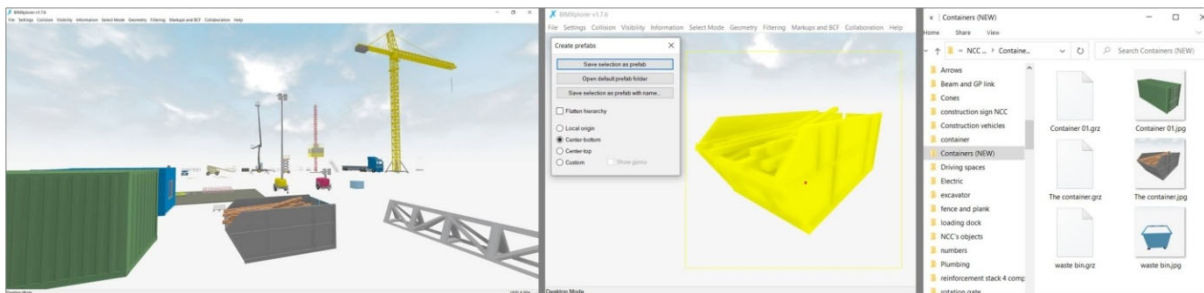 BIMXplorer v1.7.6
File Settings Collision Visibility Information Select Mode Geometry Filtering Markups and BCF Collaboration Help
Desktop Mode
BIMXplorer v1.7.6
File Settings Collision Visibility Information Select Mode Geometry Filtering Markups and BCF Collaboration Help
Create prefabs
Save selection as prefab
Open default prefab folder
Save selection as prefab with name...
Flatten hierarchy
Local origin
Center-bottom
Center-top
Custom
Show gizmo
Desktop Mode
Containers (NEW)
Home Share View
NCC ... Containe...
Search Containers (NEW)
Arrows
Beam and GP link
Cones
construction sign NCC
Construction vehicles
container
Containers (NEW)
Driving spaces
Electric
excavator
fence and plank
loading dock
NCC's objects
numbers
Plumbing
reinforcement stack 4 comp
rotation gate
Container 01.grz
Container 01.jpg
The container.grz
The container.jpg
waste bin.grz
waste bin.jpg